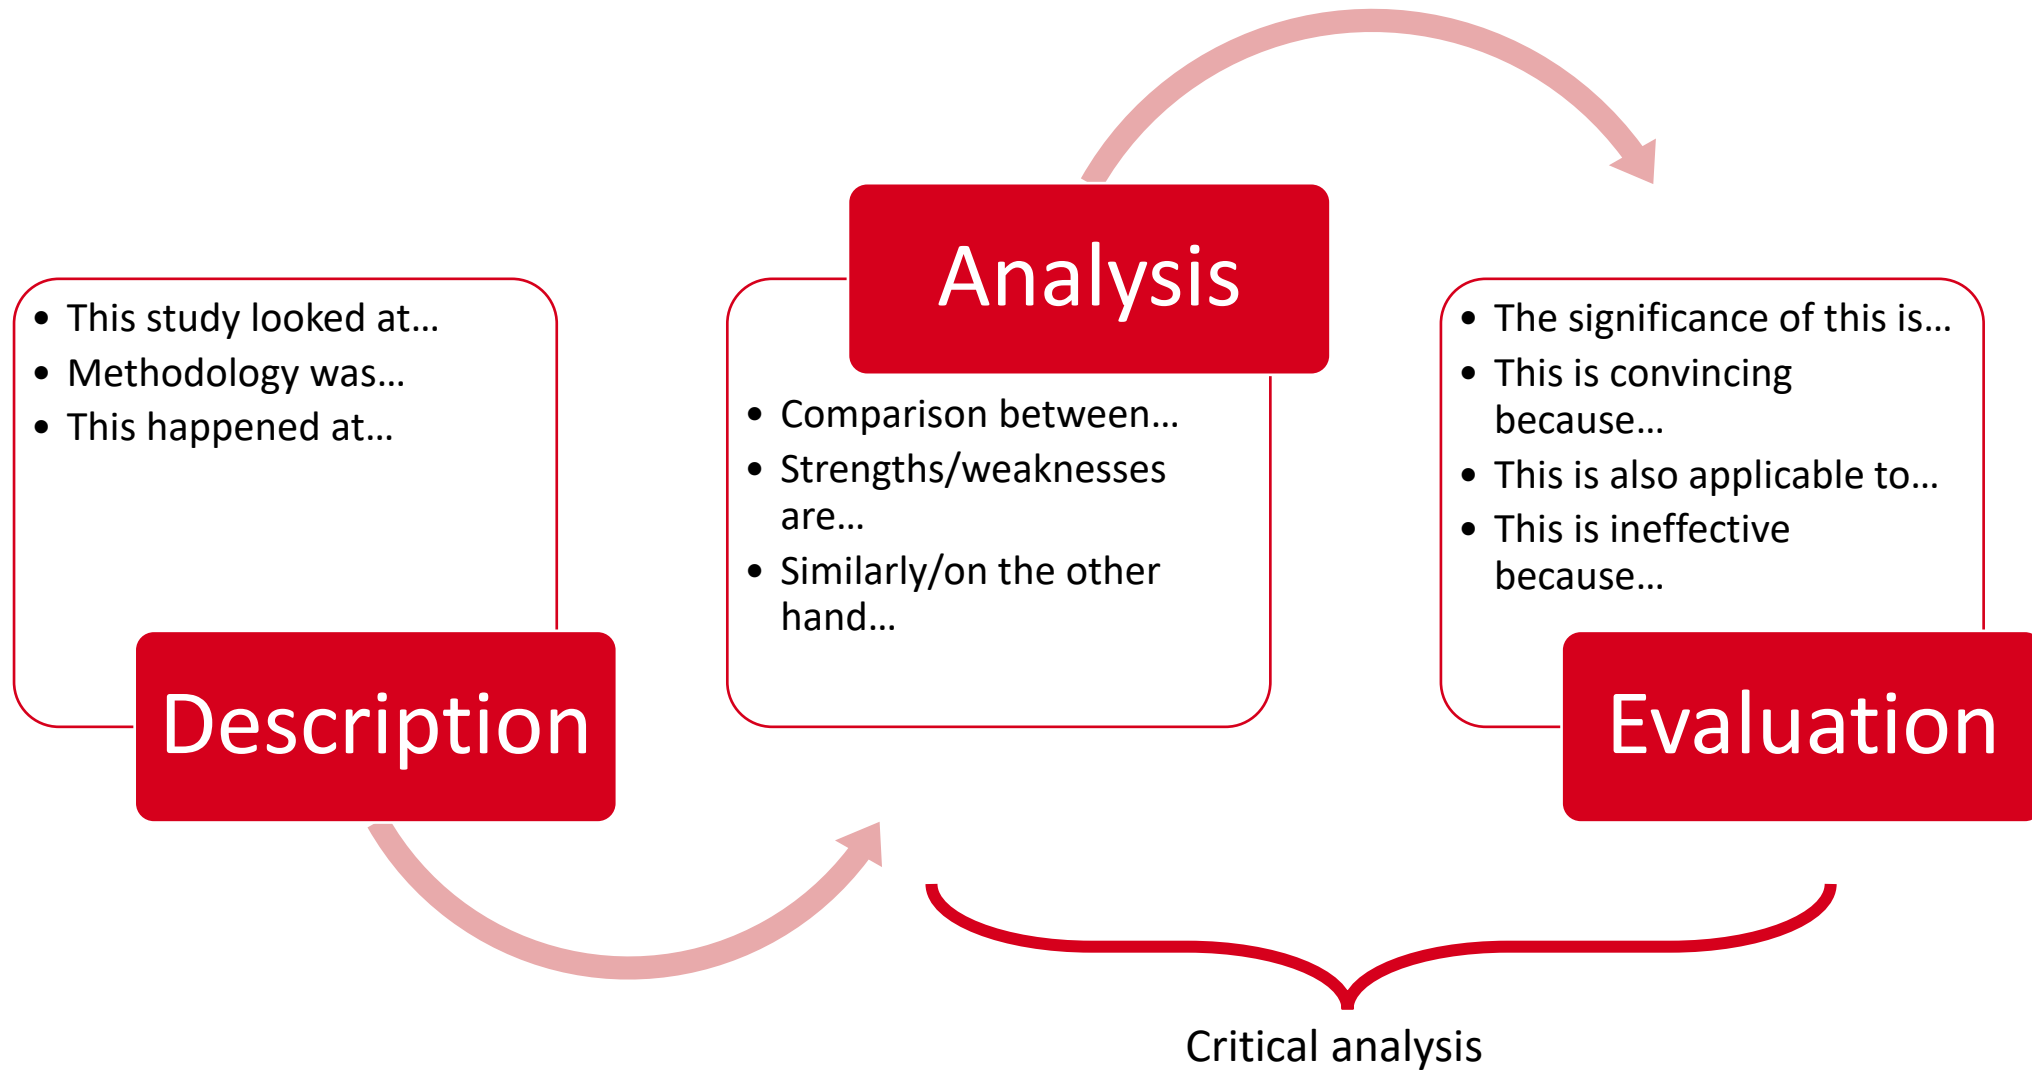 • This study looked at…
• Methodology was…
• This happened at…
Description
Analysis
• Comparison between…
• Strengths/weaknesses
are…
• Similarly/on the other
hand…
• The significance of this is…
• This is convincing
because…
• This is also applicable to…
• This is ineffective
because…
Evaluation
Critical analysis